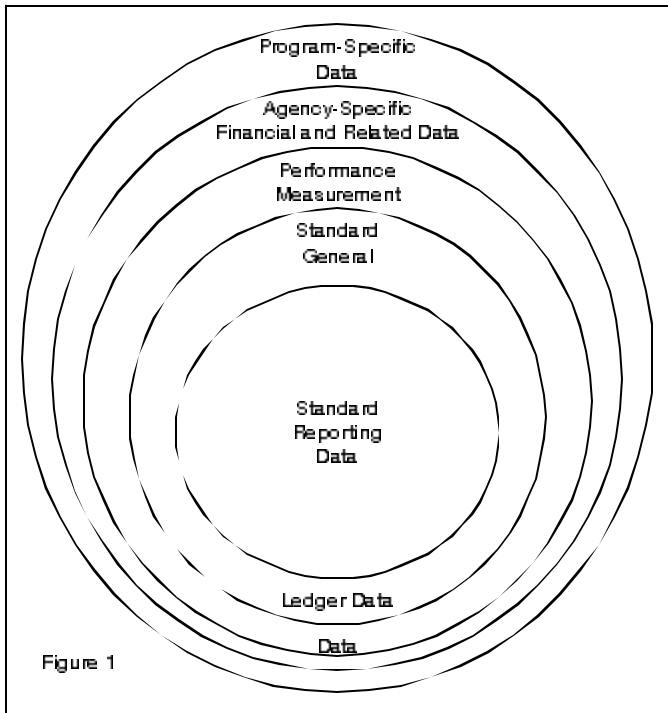 Program-Specific
Data
Agency-Specific
Financial and Related Data
Performance
Measurement
Standard
General
Standard
Reporting
Data
Ledger Data
Data
Figure 1